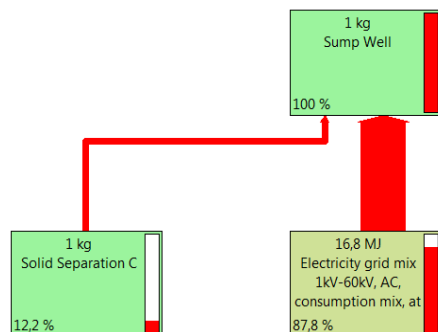 1 kg
Sump Well
100 %
1 kg
Solid Separation C
12,2 %
16,8 MJ
Electricity grid mix
1kV-60kV, AC,
consumption mix, at
87,8 %